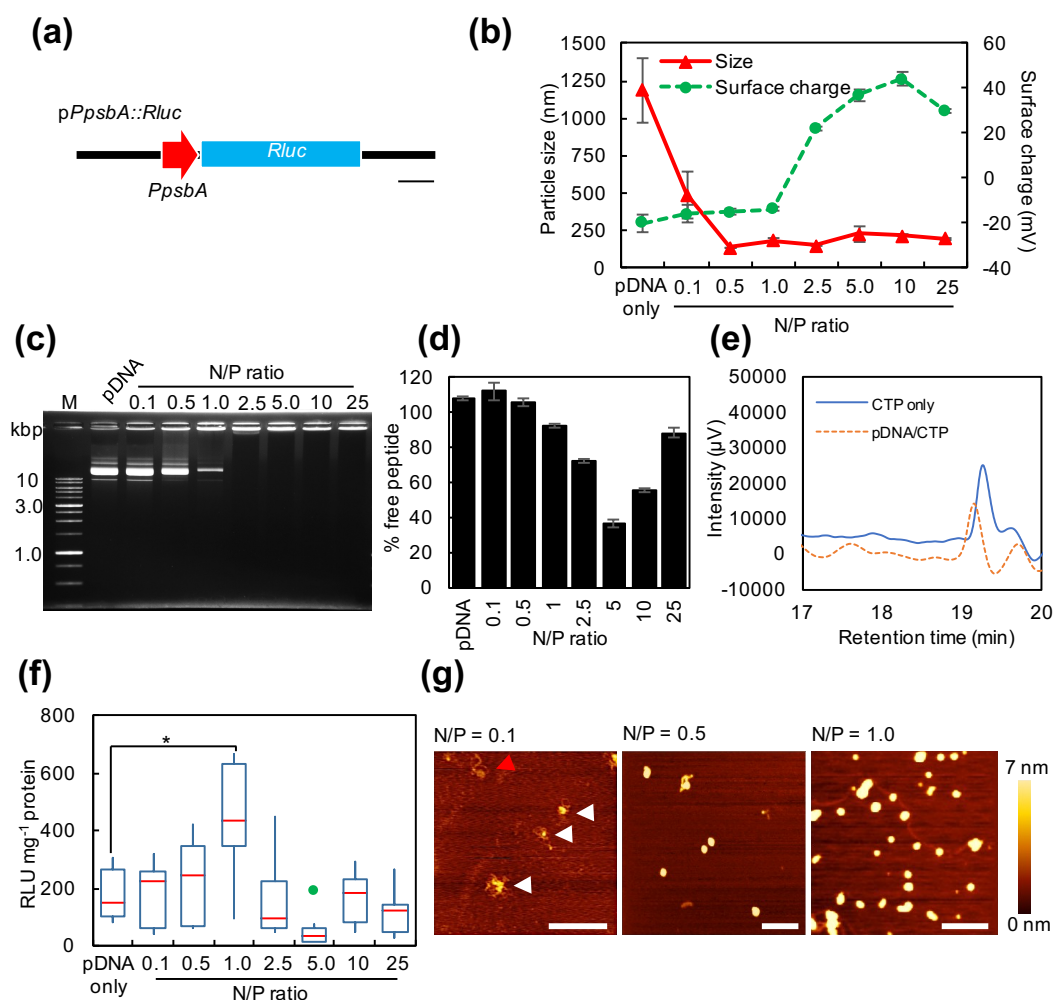 (a)
pPpsbA::Rluc
Rluc
PpsbA
(b)
Size
Surface charge
Particle size (nm)
1500
1250
1000
750
500
250
0
Surface charge (mV)
60
40
20
0
-20
-40
pDNA only 0.1 0.5 1.0 2.5 5.0 10 25
N/P ratio
(c)
pDNA
N/P ratio
M 0.1 0.5 1.0 2.5 5.0 10 25
kbp
10
3.0
1.0
(d)
% free peptide
120
100
80
60
40
20
0
pDNA 0.1 0.5 1 2.5 5 10 25
N/P ratio
(e)
CTP only
pDNA/CTP
Intensity (µV)
50000
40000
30000
20000
10000
0
-10000
17 18 19 20
Retention time (min)
(f)
RLU mg-1 protein
800
600
400
200
0
*
pDNA only 0.1 0.5 1.0 2.5 5.0 10 25
N/P ratio
(g)
N/P = 0.1
N/P = 0.5
N/P = 1.0
7 nm
0 nm